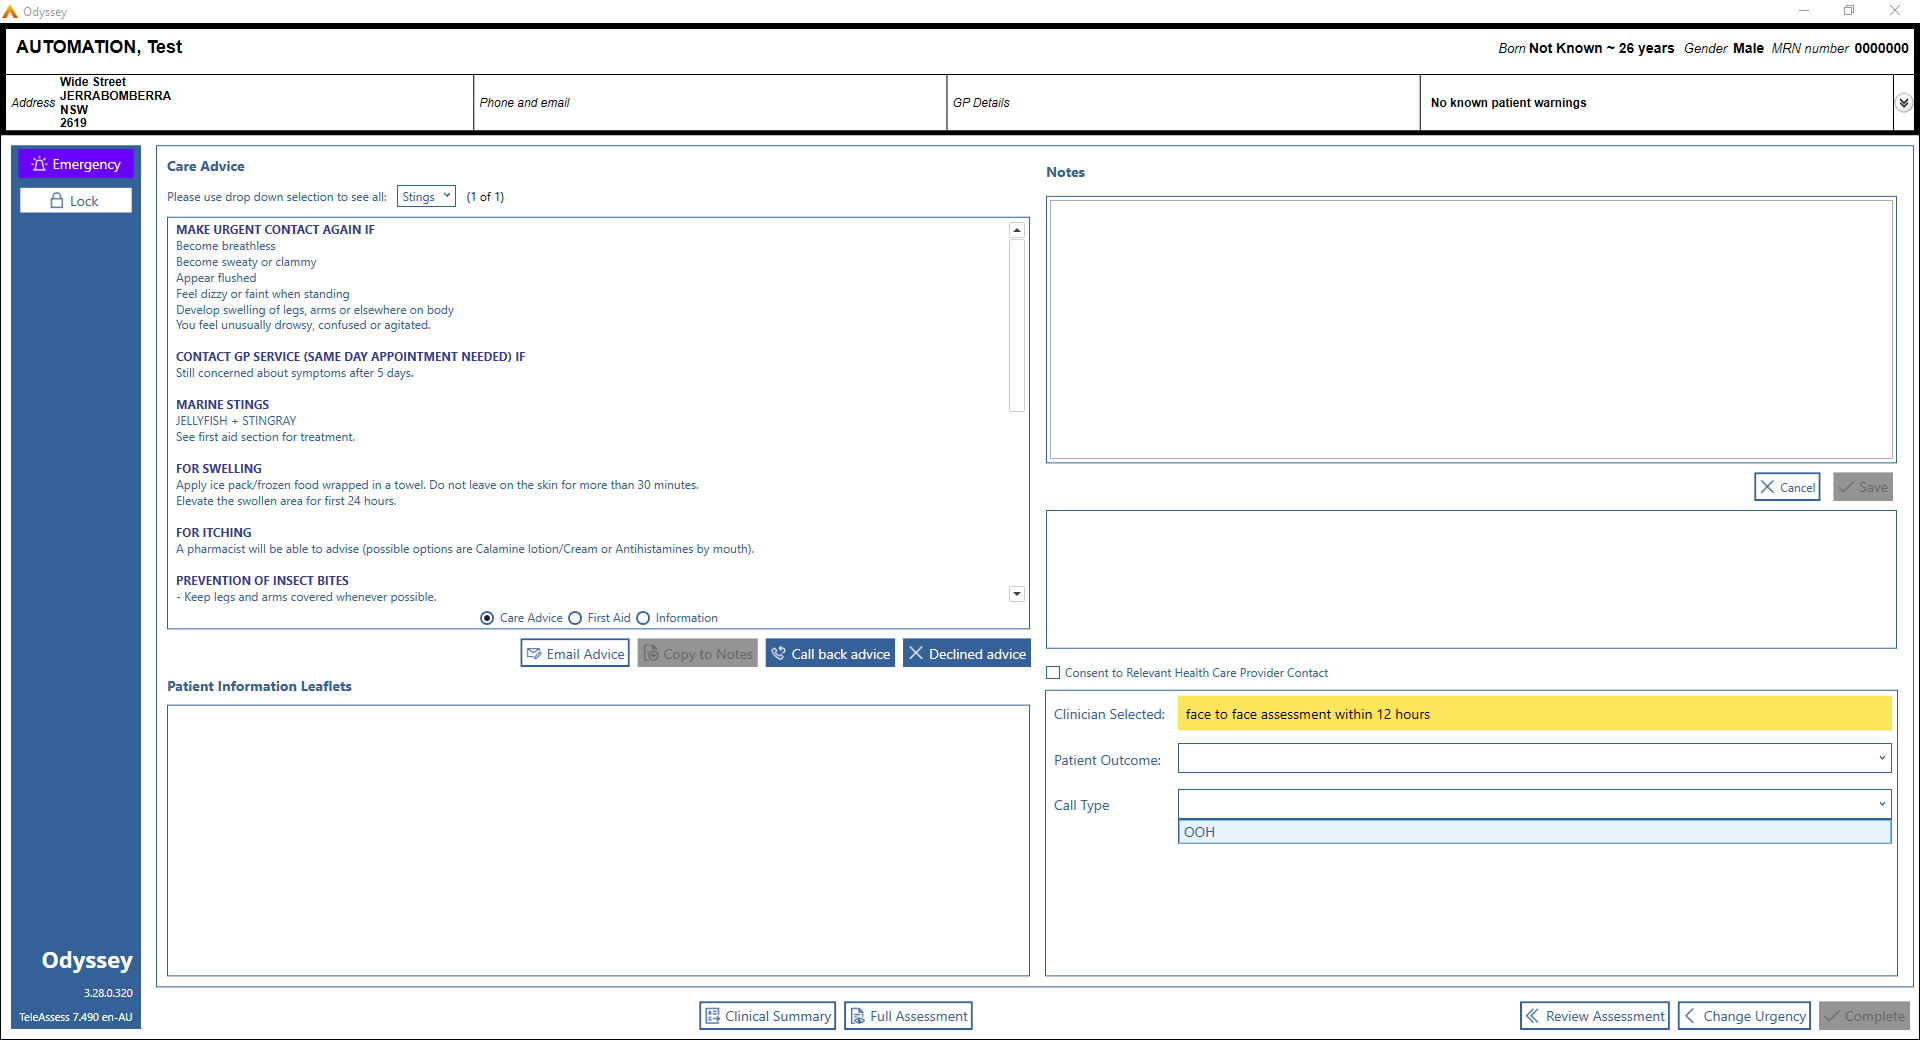 Odyssey
AUTOMATION, Test
Born Not Known ~ 26 years Gender Male MRN number 0000000
Address
Wide Street
JERRABOMBERRA
NSW
2619
Phone and email
GP Details
No known patient warnings
Emergency
Lock
Care Advice
Please use drop down selection to see all: Stings (1 of 1)
MAKE URGENT CONTACT AGAIN IF
Become breathless
Become sweaty or clammy
Appear flushed
Feel dizzy or faint when standing
Develop swelling of legs, arms or elsewhere on body
You feel unusually drowsy, confused or agitated.
CONTACT GP SERVICE (SAME DAY APPOINTMENT NEEDED) IF
Still concerned about symptoms after 5 days.
MARINE STINGS
JELLYFISH + STINGRAY
See first aid section for treatment.
FOR SWELLING
Apply ice pack/frozen food wrapped in a towel. Do not leave on the skin for more than 30 minutes.
Elevate the swollen area for first 24 hours.
FOR ITCHING
A pharmacist will be able to advise (possible options are Calamine lotion/Cream or Antihistamines by mouth).
PREVENTION OF INSECT BITES
- Keep legs and arms covered whenever possible.
Care Advice First Aid Information
Email Advice Copy to Notes Call back advice Declined advice
Patient Information Leaflets
Notes
Cancel Save
Consent to Relevant Health Care Provider Contact
Clinician Selected: face to face assessment within 12 hours
Patient Outcome:
Call Type
OOH
Odyssey
3.28.0.320
TeleAssess 7.490 en-AU
Clinical Summary Full Assessment
Review Assessment Change Urgency Complete